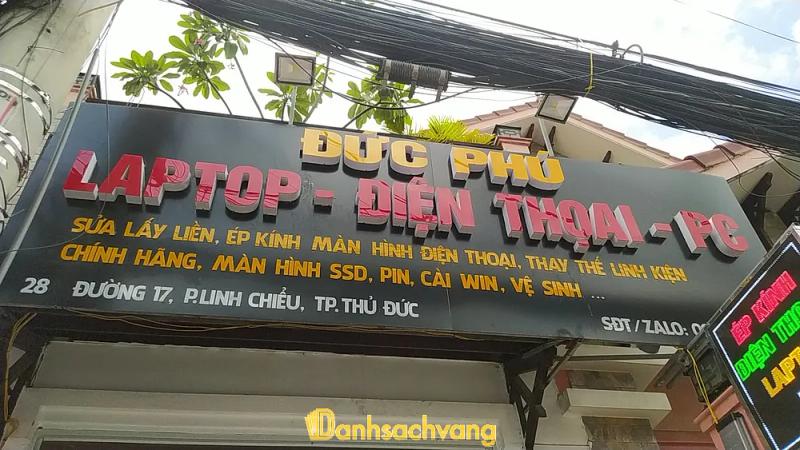 ĐỨC PHÚ
LAPTOP - ĐIỆN THOẠI - PC
SỬA LẤY LIỀN, ÉP KÍNH MÀN HÌNH ĐIỆN THOẠI, THAY THẾ LINH KIỆN
CHÍNH HÃNG, MÀN HÌNH SSD, PIN, CÀI WIN, VỆ SINH ...
28 ĐƯỜNG 17, P.LINH CHIỂU, TP.THỦ ĐỨC
SĐT / ZALO:
ÉP KÍNH
ĐIỆN
Danhsachvang